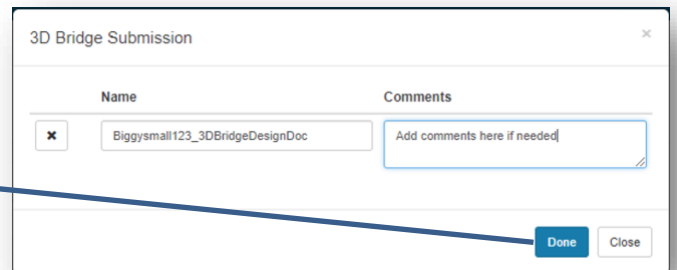 3D Bridge Submission ×
Name Comments
✖ Biggysmall123_3DBridgeDesignDoc Add comments here if needed
Done Close